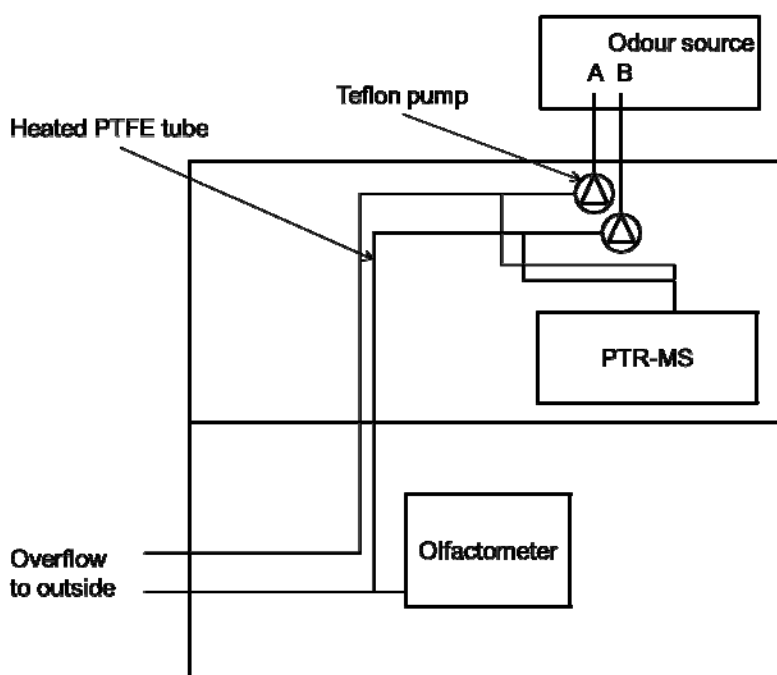 Odour source
A B
Teflon pump
Heated PTFE tube
PTR-MS
Olfactometer
Overflow
to outside